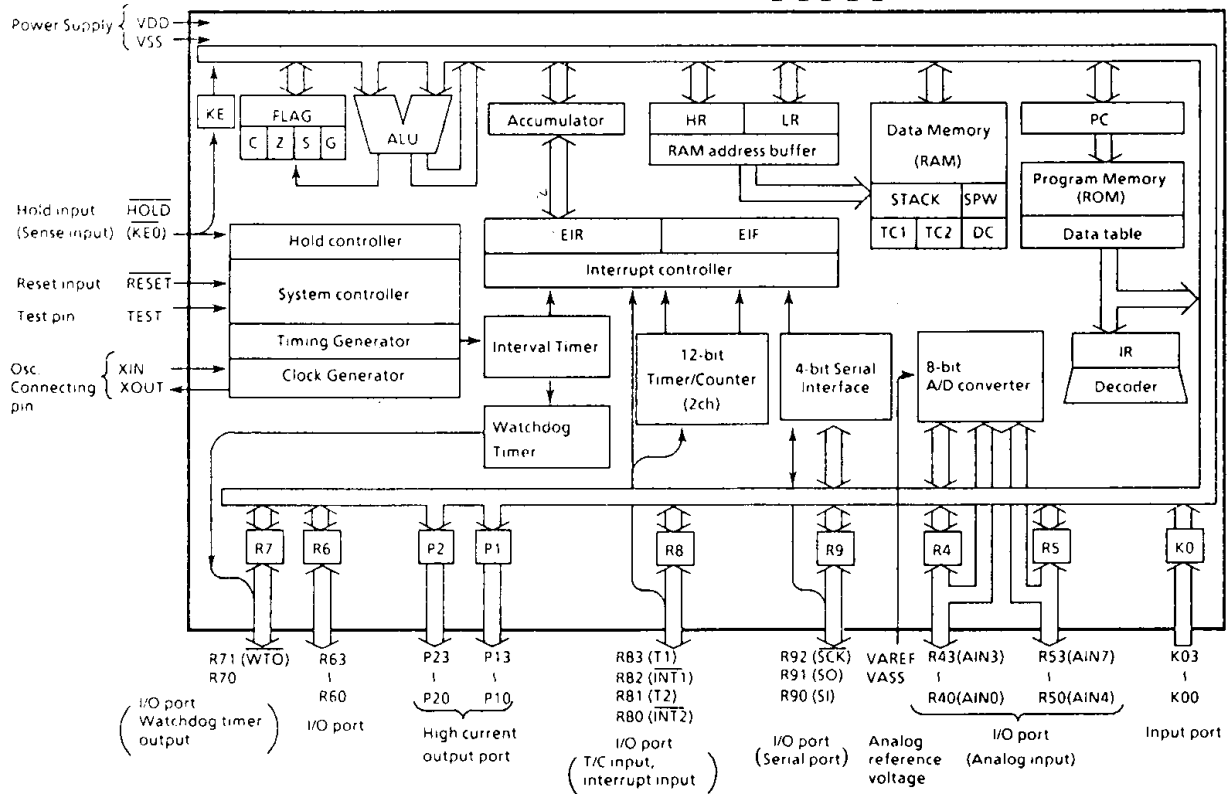 Power Supply
VDD
VSS
KE
FLAG
C Z S G
ALU
Accumulator
HR LR
RAM address buffer
Data Memory
(RAM)
STACK SPW
TC1 TC2 DC
PC
Program Memory
(ROM)
Data table
Hold input HOLD
(Sense input) (KE0)
Reset input RESET
Test pin TEST
Osc.
Connecting
pin
XIN
XOUT
Hold controller
System controller
Timing Generator
Clock Generator
EIR EIF
Interrupt controller
Interval Timer
Watchdog
Timer
12-bit
Timer/Counter
(2ch)
4-bit Serial
Interface
8-bit
A/D converter
IR
Decoder
R7 R6 P2 P1 R8 R9 R4 R5 K0
R71 (WTO)
R70
I/O port
Watchdog timer
output
R63
~
R60
I/O port
P23 P13
~ ~
P20 P10
High current
output port
R83 (T1)
R82 (INT1)
R81 (T2)
R80 (INT2)
I/O port
(T/C input,
interrupt input)
R92 (SCK)
R91 (SO)
R90 (SI)
I/O port
(Serial port)
VAREF
VASS
Analog
reference
voltage
R43(AIN3) R53(AIN7)
~ ~
R40(AIN0) R50(AIN4)
I/O port
(Analog input)
K03
~
K00
Input port